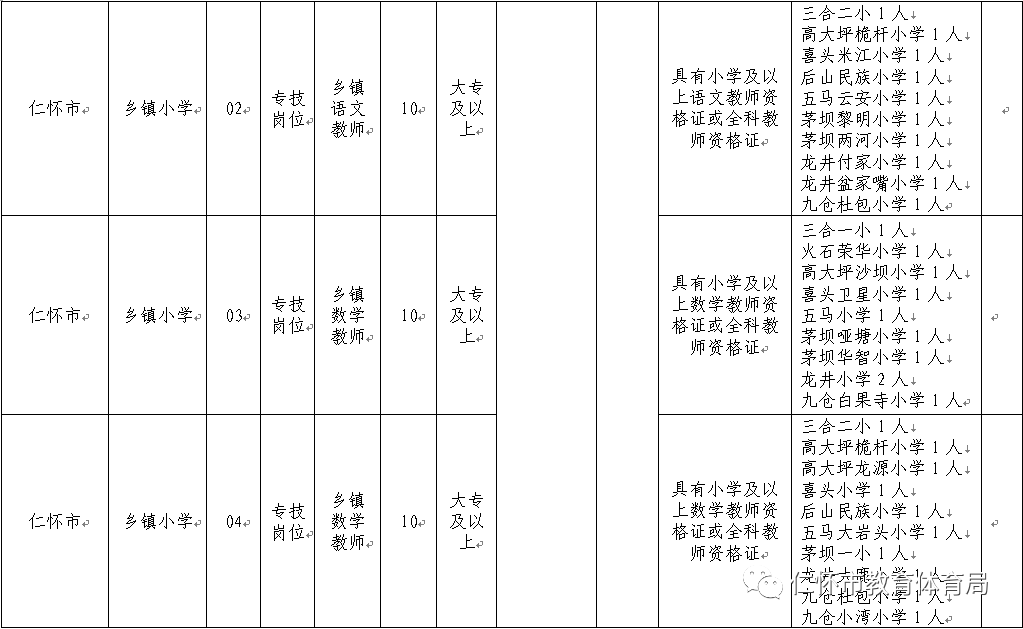 仁怀市
乡镇小学
02
专技
岗位
乡镇
语文
教师
10
大专
及以
上
具有小学及以
上语文教师资
格证或全科教
师资格证
三合二小 1 人
高大坪桅杆小学 1 人
喜头米江小学 1 人
后山民族小学 1 人
五马云安小学 1 人
茅坝黎明小学 1 人
茅坝两河小学 1 人
龙井付家小学 1 人
龙井盆家嘴小学 1 人
九仓杜包小学 1 人
仁怀市
乡镇小学
03
专技
岗位
乡镇
数学
教师
10
大专
及以
上
具有小学及以
上数学教师资
格证或全科教
师资格证
三合一小 1 人
火石荣华小学 1 人
高大坪沙坝小学 1 人
喜头卫星小学 1 人
五马小学 1 人
茅坝哑塘小学 1 人
茅坝华智小学 1 人
龙井小学 2 人
九仓白果寺小学 1 人
仁怀市
乡镇小学
04
专技
岗位
乡镇
数学
教师
10
大专
及以
上
具有小学及以
上数学教师资
格证或全科教
师资格证
三合二小 1 人
高大坪桅杆小学 1 人
高大坪龙源小学 1 人
喜头小学 1 人
后山民族小学 1 人
五马大岩头小学 1 人
茅坝一小 1 人
龙井大鹿小学 1 人
九仓杜包小学 1 人
九仓小湾小学 1 人
仁怀市教育体育局